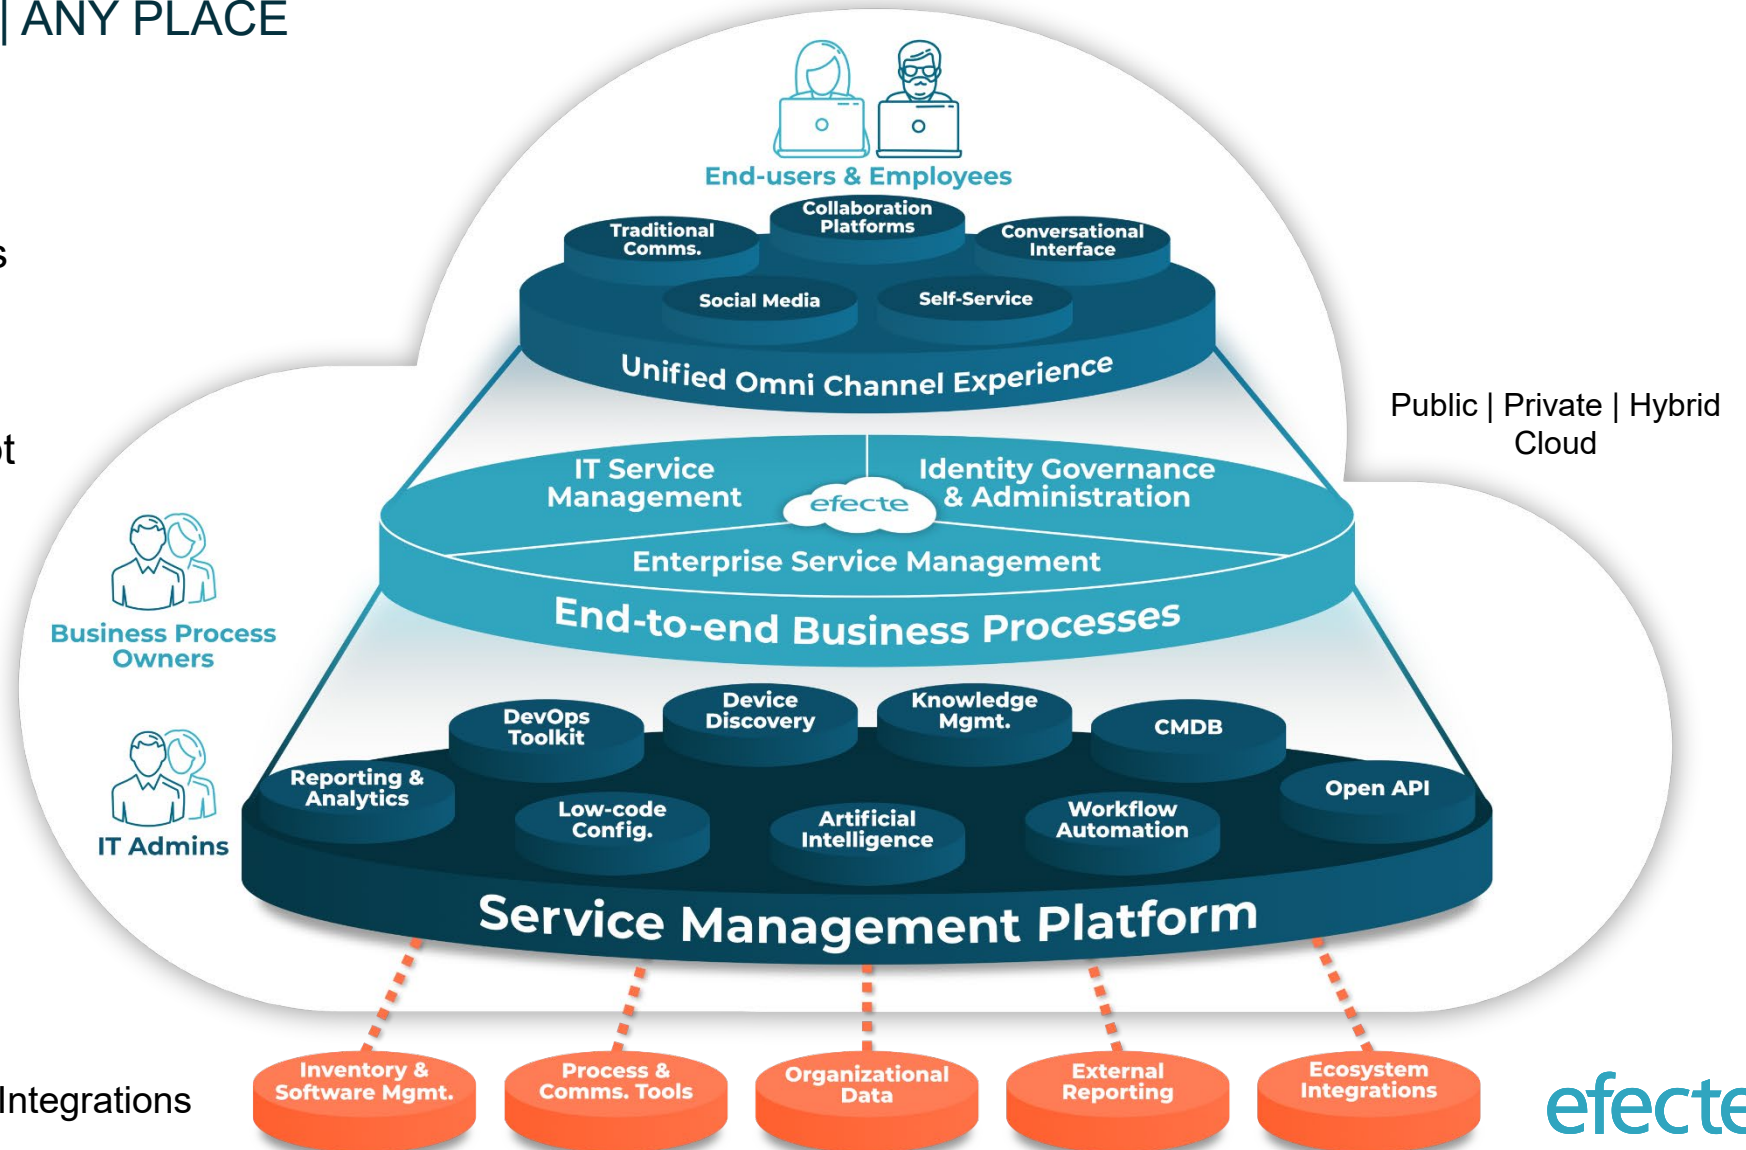 | ANY PLACE
End-users & Employees
Collaboration
Platforms
Traditional
Comms.
Conversational
Interface
s
Social Media
Self-Service
Unified Omni Channel Experience
Public | Private | Hybrid
Cloud
ot
IT Service
Management
Identity Governance
& Administration
efecte
Enterprise Service Management
End-to-end Business Processes
Business Process
Owners
Device
Discovery
Knowledge
Mgmt.
DevOps
Toolkit
CMDB
Reporting &
Analytics
Open API
Low-code
Config.
Artificial
Intelligence
Workflow
Automation
IT Admins
Service Management Platform
Integrations
Inventory &
Software Mgmt.
Process &
Comms. Tools
Organizational
Data
External
Reporting
Ecosystem
Integrations
efecte